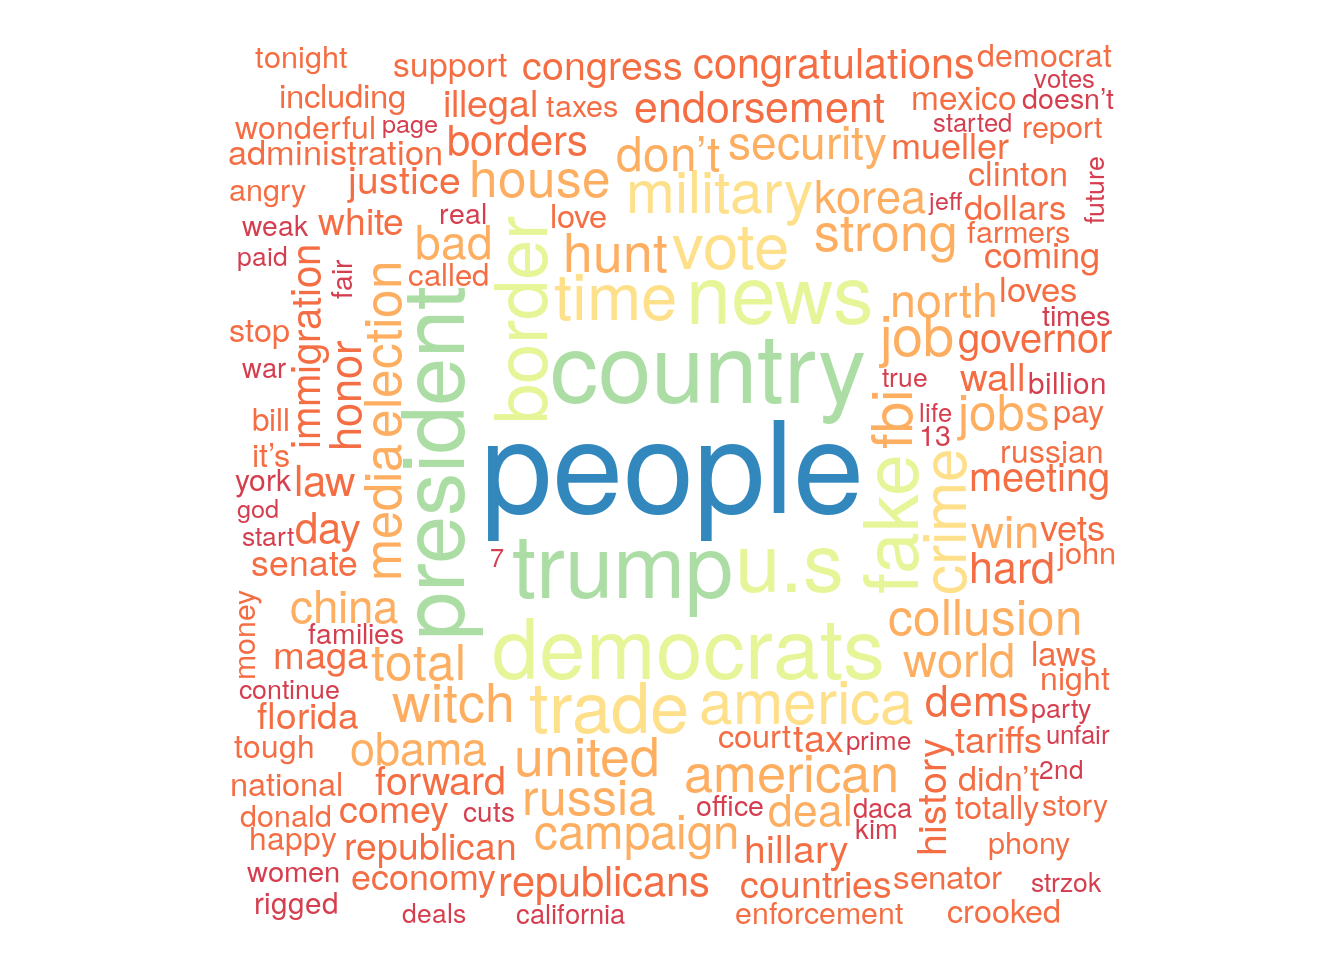 tonight
support
congress
congratulations
democrat
votes
including
illegal
taxes
endorsement
mexico
doesn’t
wonderful
page
borders
don’t
security
mueller
started
report
administration
justice
house
military
korea
clinton
future
angry
jeff
dollars
weak
white
real
love
bad
hunt
vote
strong
farmers
paid
fair
called
border
time
news
coming
immigration
election
president
country
north
loves
stop
honor
job
governor
times
war
true
wall
billion
bill
media
people
fbi
life
jobs
pay
13
it’s
russian
york
law
fake
crime
meeting
god
start
day
win
vets
senate
7
trump
u.s
hard
john
money
china
collusion
families
democrats
maga
total
world
laws
night
continue
florida
witch
trade
america
dems
party
tough
obama
united
court
tax
prime
history
tariffs
unfair
national
forward
russia
american
didn’t
2nd
donald
comey
cuts
office
deal
daca
totally
story
happy
republican
campaign
hillary
kim
phony
women
economy
republicans
countries
senator
strzok
rigged
deals
california
enforcement
crooked